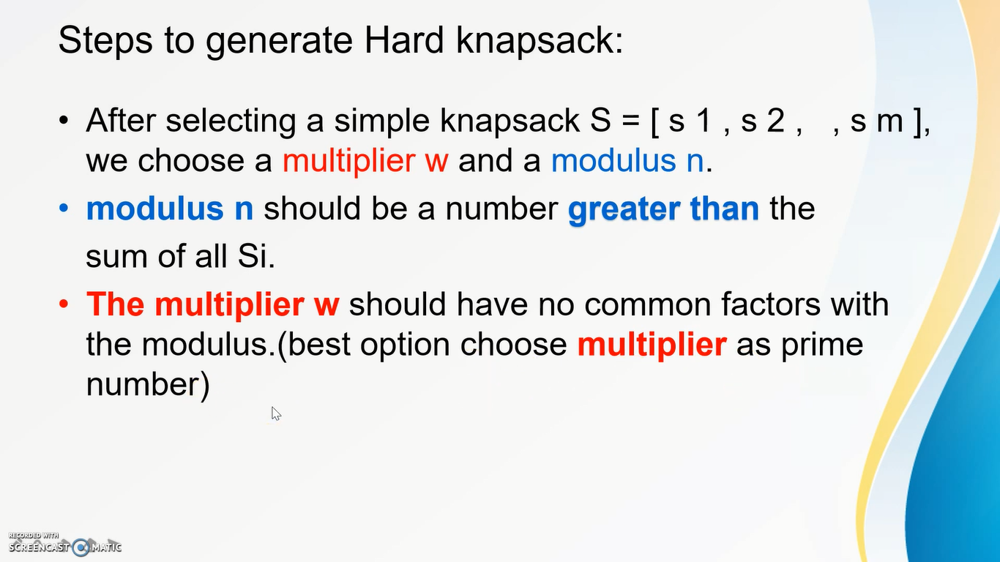 Steps to generate Hard knapsack:
• After selecting a simple knapsack S = [ s 1 , s 2 ,   , s m ],
we choose a multiplier w and a modulus n.
• modulus n should be a number greater than the
sum of all Si.
• The multiplier w should have no common factors with
the modulus.(best option choose multiplier as prime
number)
RECORDED WITH
SCREENCAST MATIC